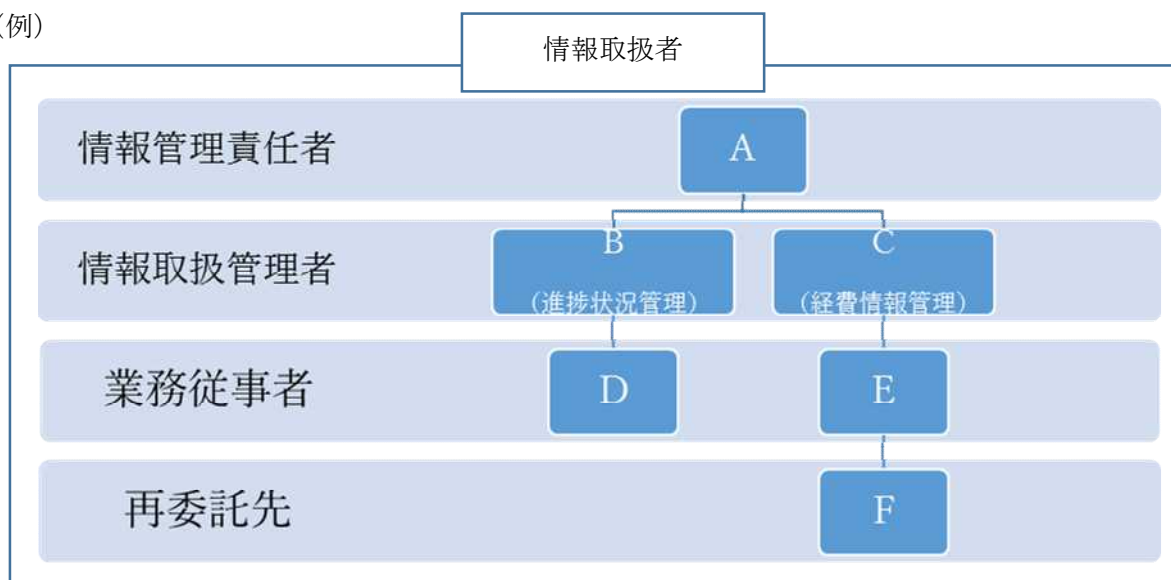 (例)
情報取扱者
情報管理責任者
A
情報取扱管理者
B
(進捗状況管理)
C
(経費情報管理)
業務従事者
D
E
再委託先
F